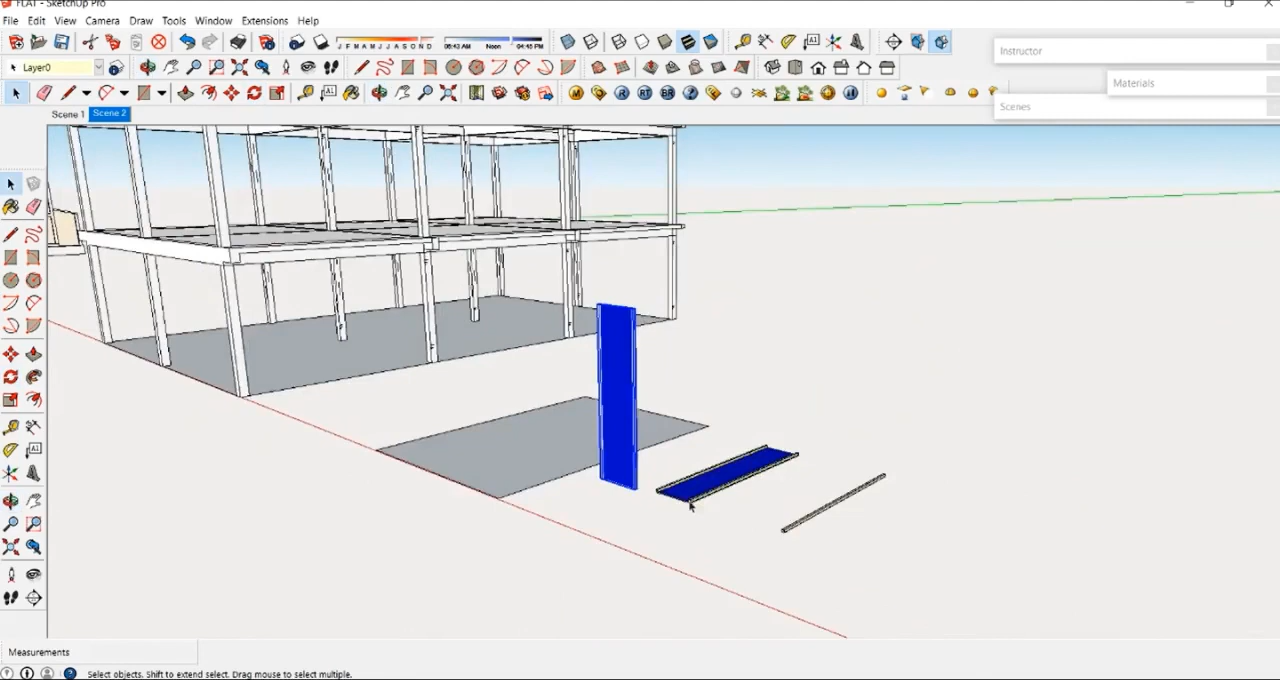 FLAT - SketchUp Pro
File Edit View Camera Draw Tools Window Extensions Help
J F M A M J J A S O N D 06:43 AM Noon 04:45 PM
Layer0
Instructor
Materials
Scenes
Scene 1 Scene 2
Measurements
Select objects. Shift to extend select. Drag mouse to select multiple.